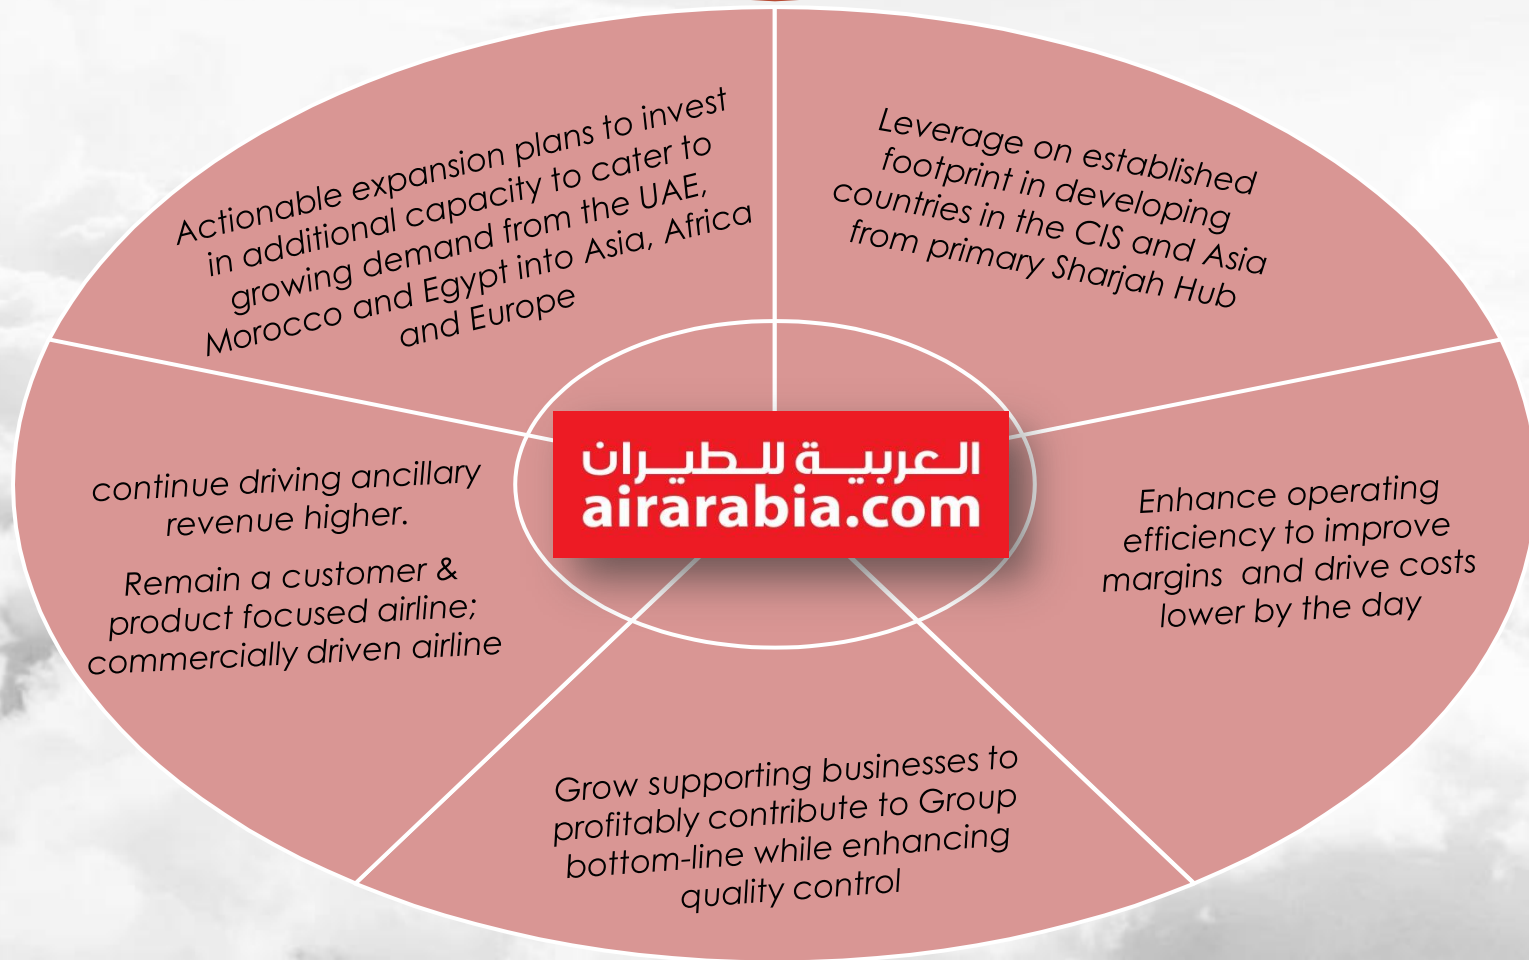 Actionable expansion plans to invest
in additional capacity to cater to
growing demand from the UAE,
Morocco and Egypt into Asia, Africa
and Europe
Leverage on established
footprint in developing
countries in the CIS and Asia
from primary Sharjah Hub
continue driving ancillary
revenue higher.
Remain a customer &
product focused airline;
commercially driven airline
العربيــة للـطيــران
airarabia.com
Enhance operating
efficiency to improve
margins  and drive costs
lower by the day
Grow supporting businesses to
profitably contribute to Group
bottom-line while enhancing
quality control